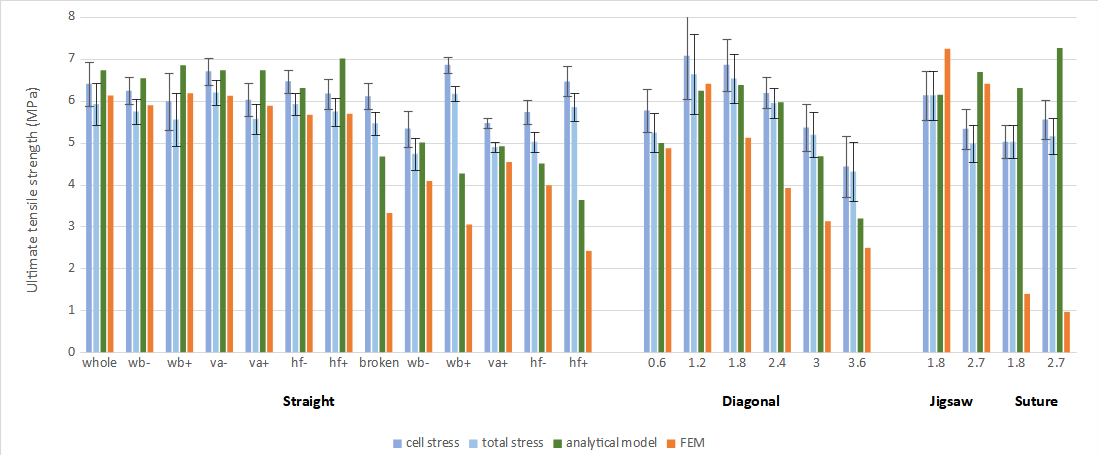 8
7
6
5
4
3
2
1
0
Ultimate tensile strength (MPa)
whole wb- wb+ va- va+ hf- hf+ broken wb- wb+ va+ hf- hf+ 0.6 1.2 1.8 2.4 3 3.6 1.8 2.7 1.8 2.7
Straight Diagonal Jigsaw Suture
cell stress total stress analytical model FEM